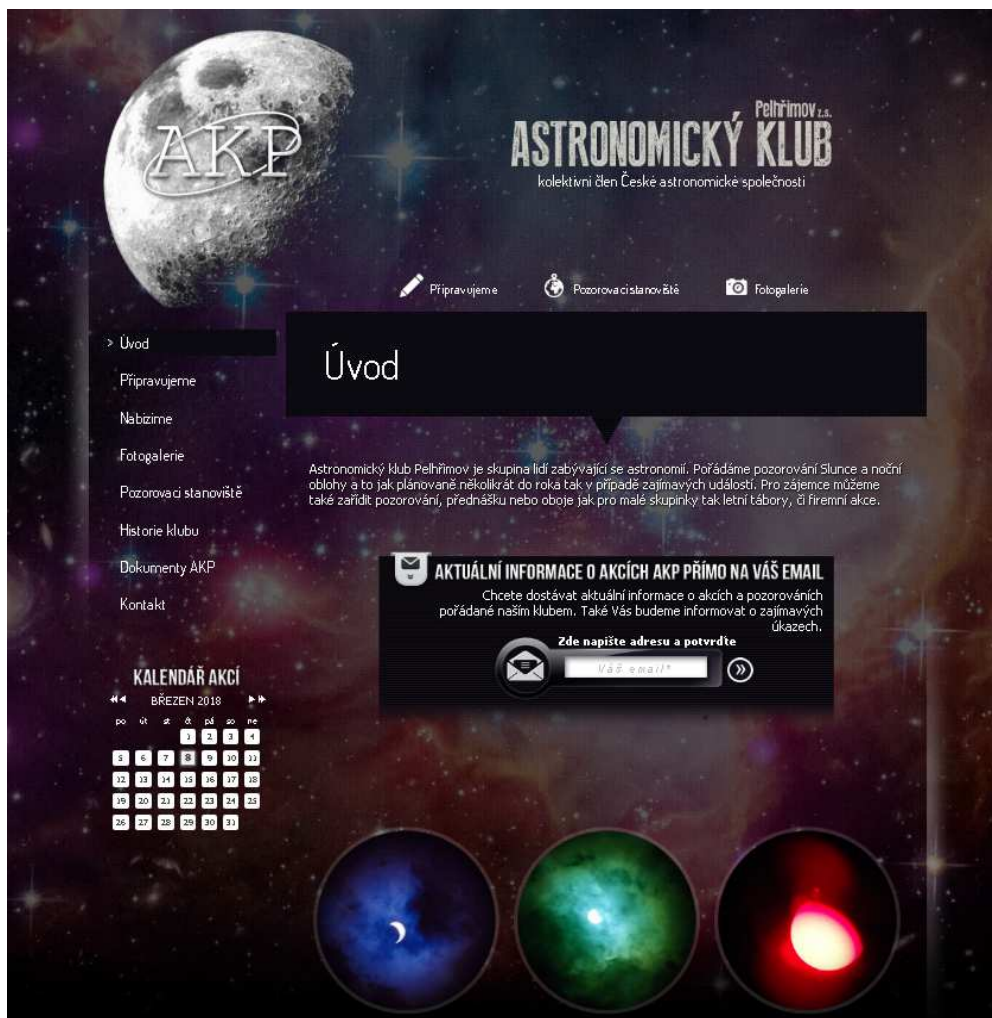 AKP
Pelhřimov z.s.
ASTRONOMICKÝ KLUB
kolektivní člen České astronomické společnosti
Připravujeme
Pozorovací stanoviště
Fotogalerie
> Úvod
Připravujeme
Nabízíme
Fotogalerie
Pozorovací stanoviště
Historie klubu
Dokumenty AKP
Kontakt
Úvod
Astronomický klub Pelhřimov je skupina lidí zabývající se astronomií. Pořádáme pozorování Slunce a noční
oblohy a to jak plánovaně několikrát do roka tak v případě zajímavých událostí. Pro zájemce můžeme
také zařídit pozorování, přednášku nebo oboje jak pro malé skupinky tak letní tábory, či firemní akce.
AKTUÁLNÍ INFORMACE O AKCÍCH AKP PŘÍMO NA VÁŠ EMAIL
Chcete dostávat aktuální informace o akcích a pozorováních
pořádané naším klubem. Také Vás budeme informovat o zajímavých
úkazech.
Zde napište adresu a potvrďte
Váš email*
KALENDÁŘ AKCÍ
BŘEZEN 2018
po út st čt pá so ne
1 2 3 4
5 6 7 8 9 10 11
12 13 14 15 16 17 18
19 20 21 22 23 24 25
26 27 28 29 30 31